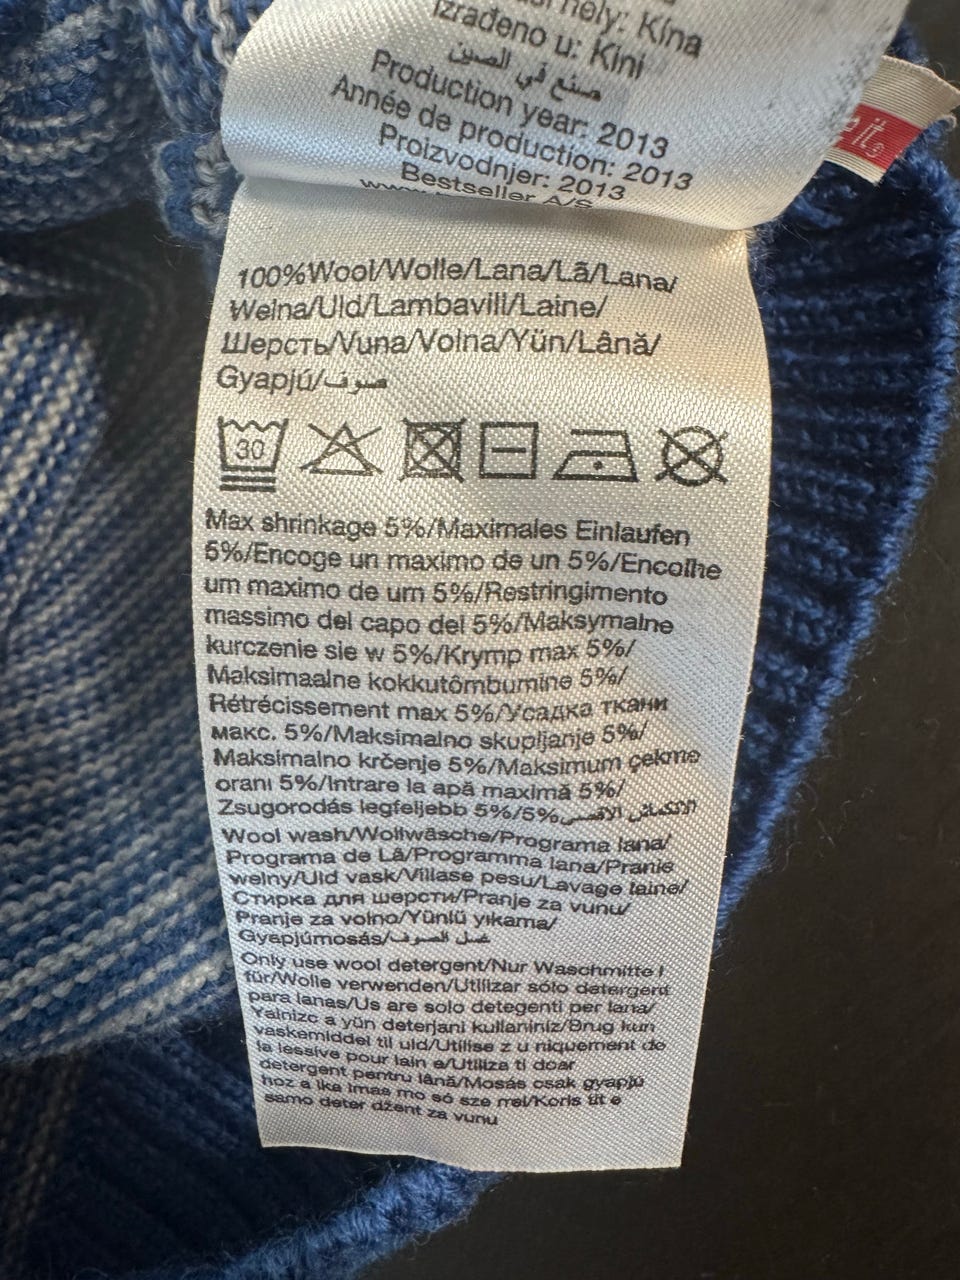 hely: Kína
Izrađeno u: Kini
صنع في الصين
Production year: 2013
Année de production: 2013
Proizvodnjer: 2013
Bestseller A/S
it®
100%Wool/Wolle/Lana/Lã/Lana/
Welna/Uld/Lambavill/Laine/
Шерсть/Vuna/Volna/Yün/Lână/
Gyapjú/صوف
30
Max shrinkage 5%/Maximales Einlaufen
5%/Encoge un maximo de un 5%/Encolhe
um maximo de um 5%/Restringimento
massimo del capo del 5%/Maksymalne
kurczenie sie w 5%/Krymp max 5%/
Maksimaalne kokkutômbumine 5%/
Rétrécissement max 5%/Усадка ткани
макс. 5%/Maksimalno skupljanje 5%/
Maksimalno krčenje 5%/Maksimum çekme
orani 5%/Intrare la apă maximă 5%/
Zsugorodás legfeljebb 5%/5%الانكماش الاقصى
Wool wash/Wollwäsche/Programa lana/
Programa de Lã/Programma lana/Pranie
welny/Uld vask/Villase pesu/Lavage laine/
Стирка для шерсти/Pranje za vunu/
Pranje za volno/Yünlü yıkama/
Gyapjúmosás/غسل الصوف
Only use wool detergent/Nur Waschmitte l
für/Wolle verwenden/Utilizar sólo detergent
para lanas/Us are solo detegenti per lana/
Yalnizc a yün deterjani kullaniniz/Brug kun
vaskemiddel til uld/Utilise z u niquement de
la lessive pour lain e/Utiliza ti doar
detergent pentru lână/Mosás csak gyapjú
hoz a lke lmas mo só sze rrel/Koris tit e
samo deter džent za vunu